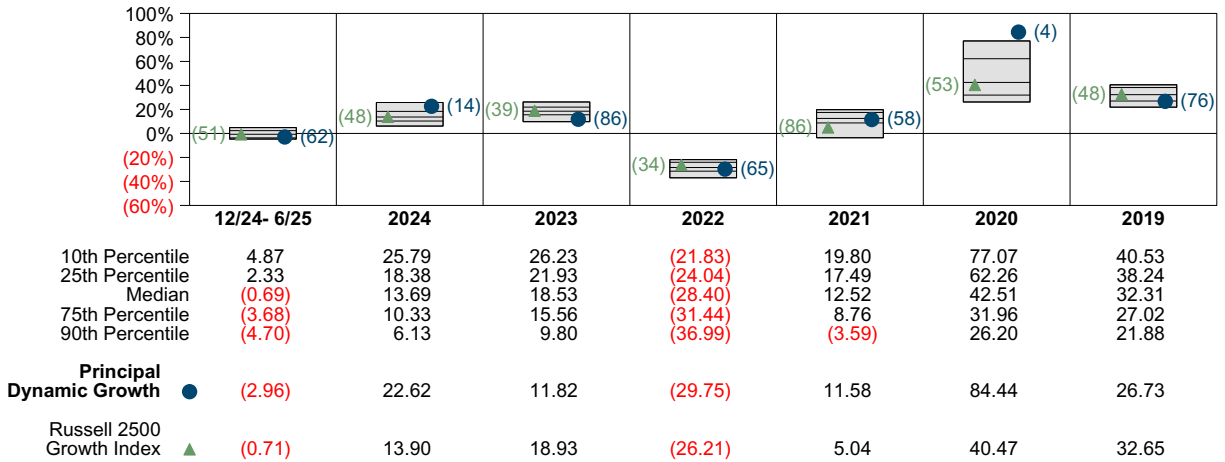 100%
80%
60%
40%
20%
0%
(20%)
(40%)
(60%)
(51) (62) (48) (14) (39) (86) (34) (65) (86) (58) (53) (4) (48) (76)
12/24- 6/25 2024 2023 2022 2021 2020 2019
10th Percentile 4.87 25.79 26.23 (21.83) 19.80 77.07 40.53
25th Percentile 2.33 18.38 21.93 (24.04) 17.49 62.26 38.24
Median (0.69) 13.69 18.53 (28.40) 12.52 42.51 32.31
75th Percentile (3.68) 10.33 15.56 (31.44) 8.76 31.96 27.02
90th Percentile (4.70) 6.13 9.80 (36.99) (3.59) 26.20 21.88
Principal
Dynamic Growth (2.96) 22.62 11.82 (29.75) 11.58 84.44 26.73
Russell 2500
Growth Index (0.71) 13.90 18.93 (26.21) 5.04 40.47 32.65